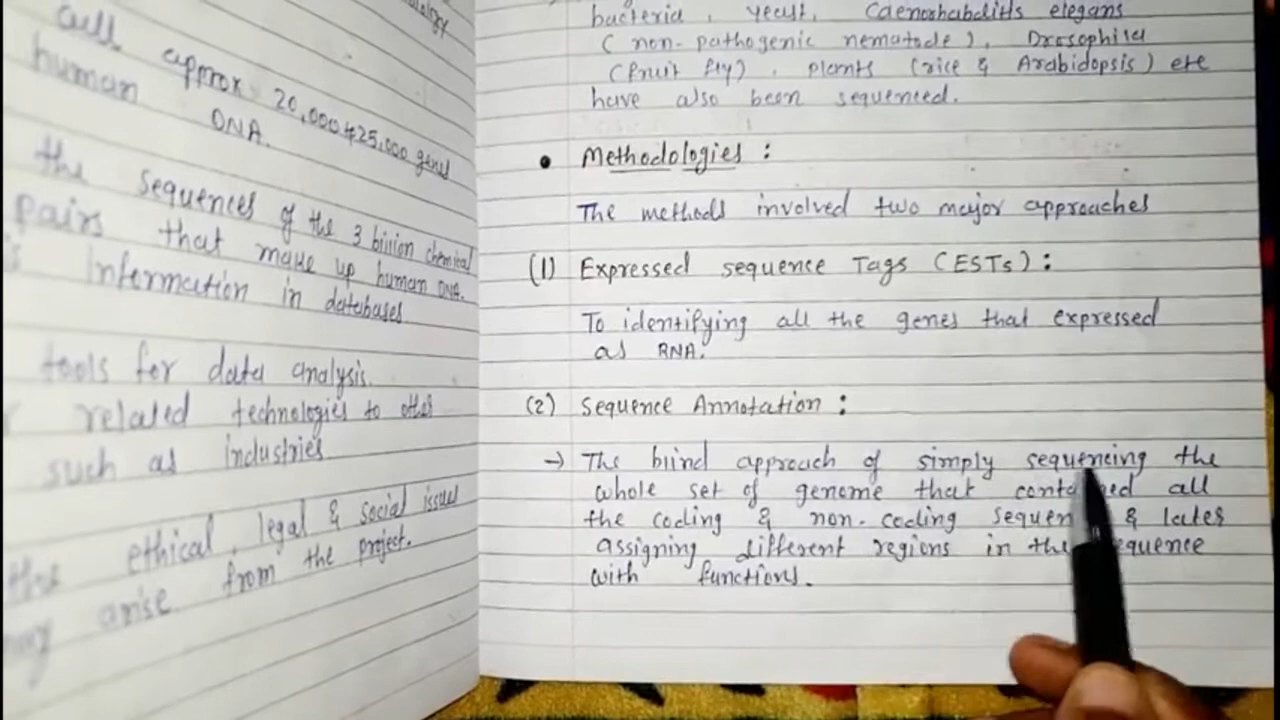 ology
all approx 20,000 & 25,000 genes
human DNA.
the sequences of the 3 billion chemical
pairs that make up human DNA.
information in databases
tools for data analysis.
related technologies to other
such as industries
the ethical, legal & social issues
may arise from the project.
bacteria, yeast, Caenorhabditis elegans
(non-pathogenic nematode), Drosophila
(fruit fly), plants (rice & Arabidopsis) etc
have also been sequenced.
• Methodologies :
The methods involved two major approaches
(1) Expressed sequence Tags (ESTs) :
To identifying all the genes that expressed
as RNA.
(2) Sequence Annotation :
→ The blind approach of simply sequencing the
whole set of genome that contained all
the coding & non-coding sequen & later
assigning different regions in the sequence
with functions.